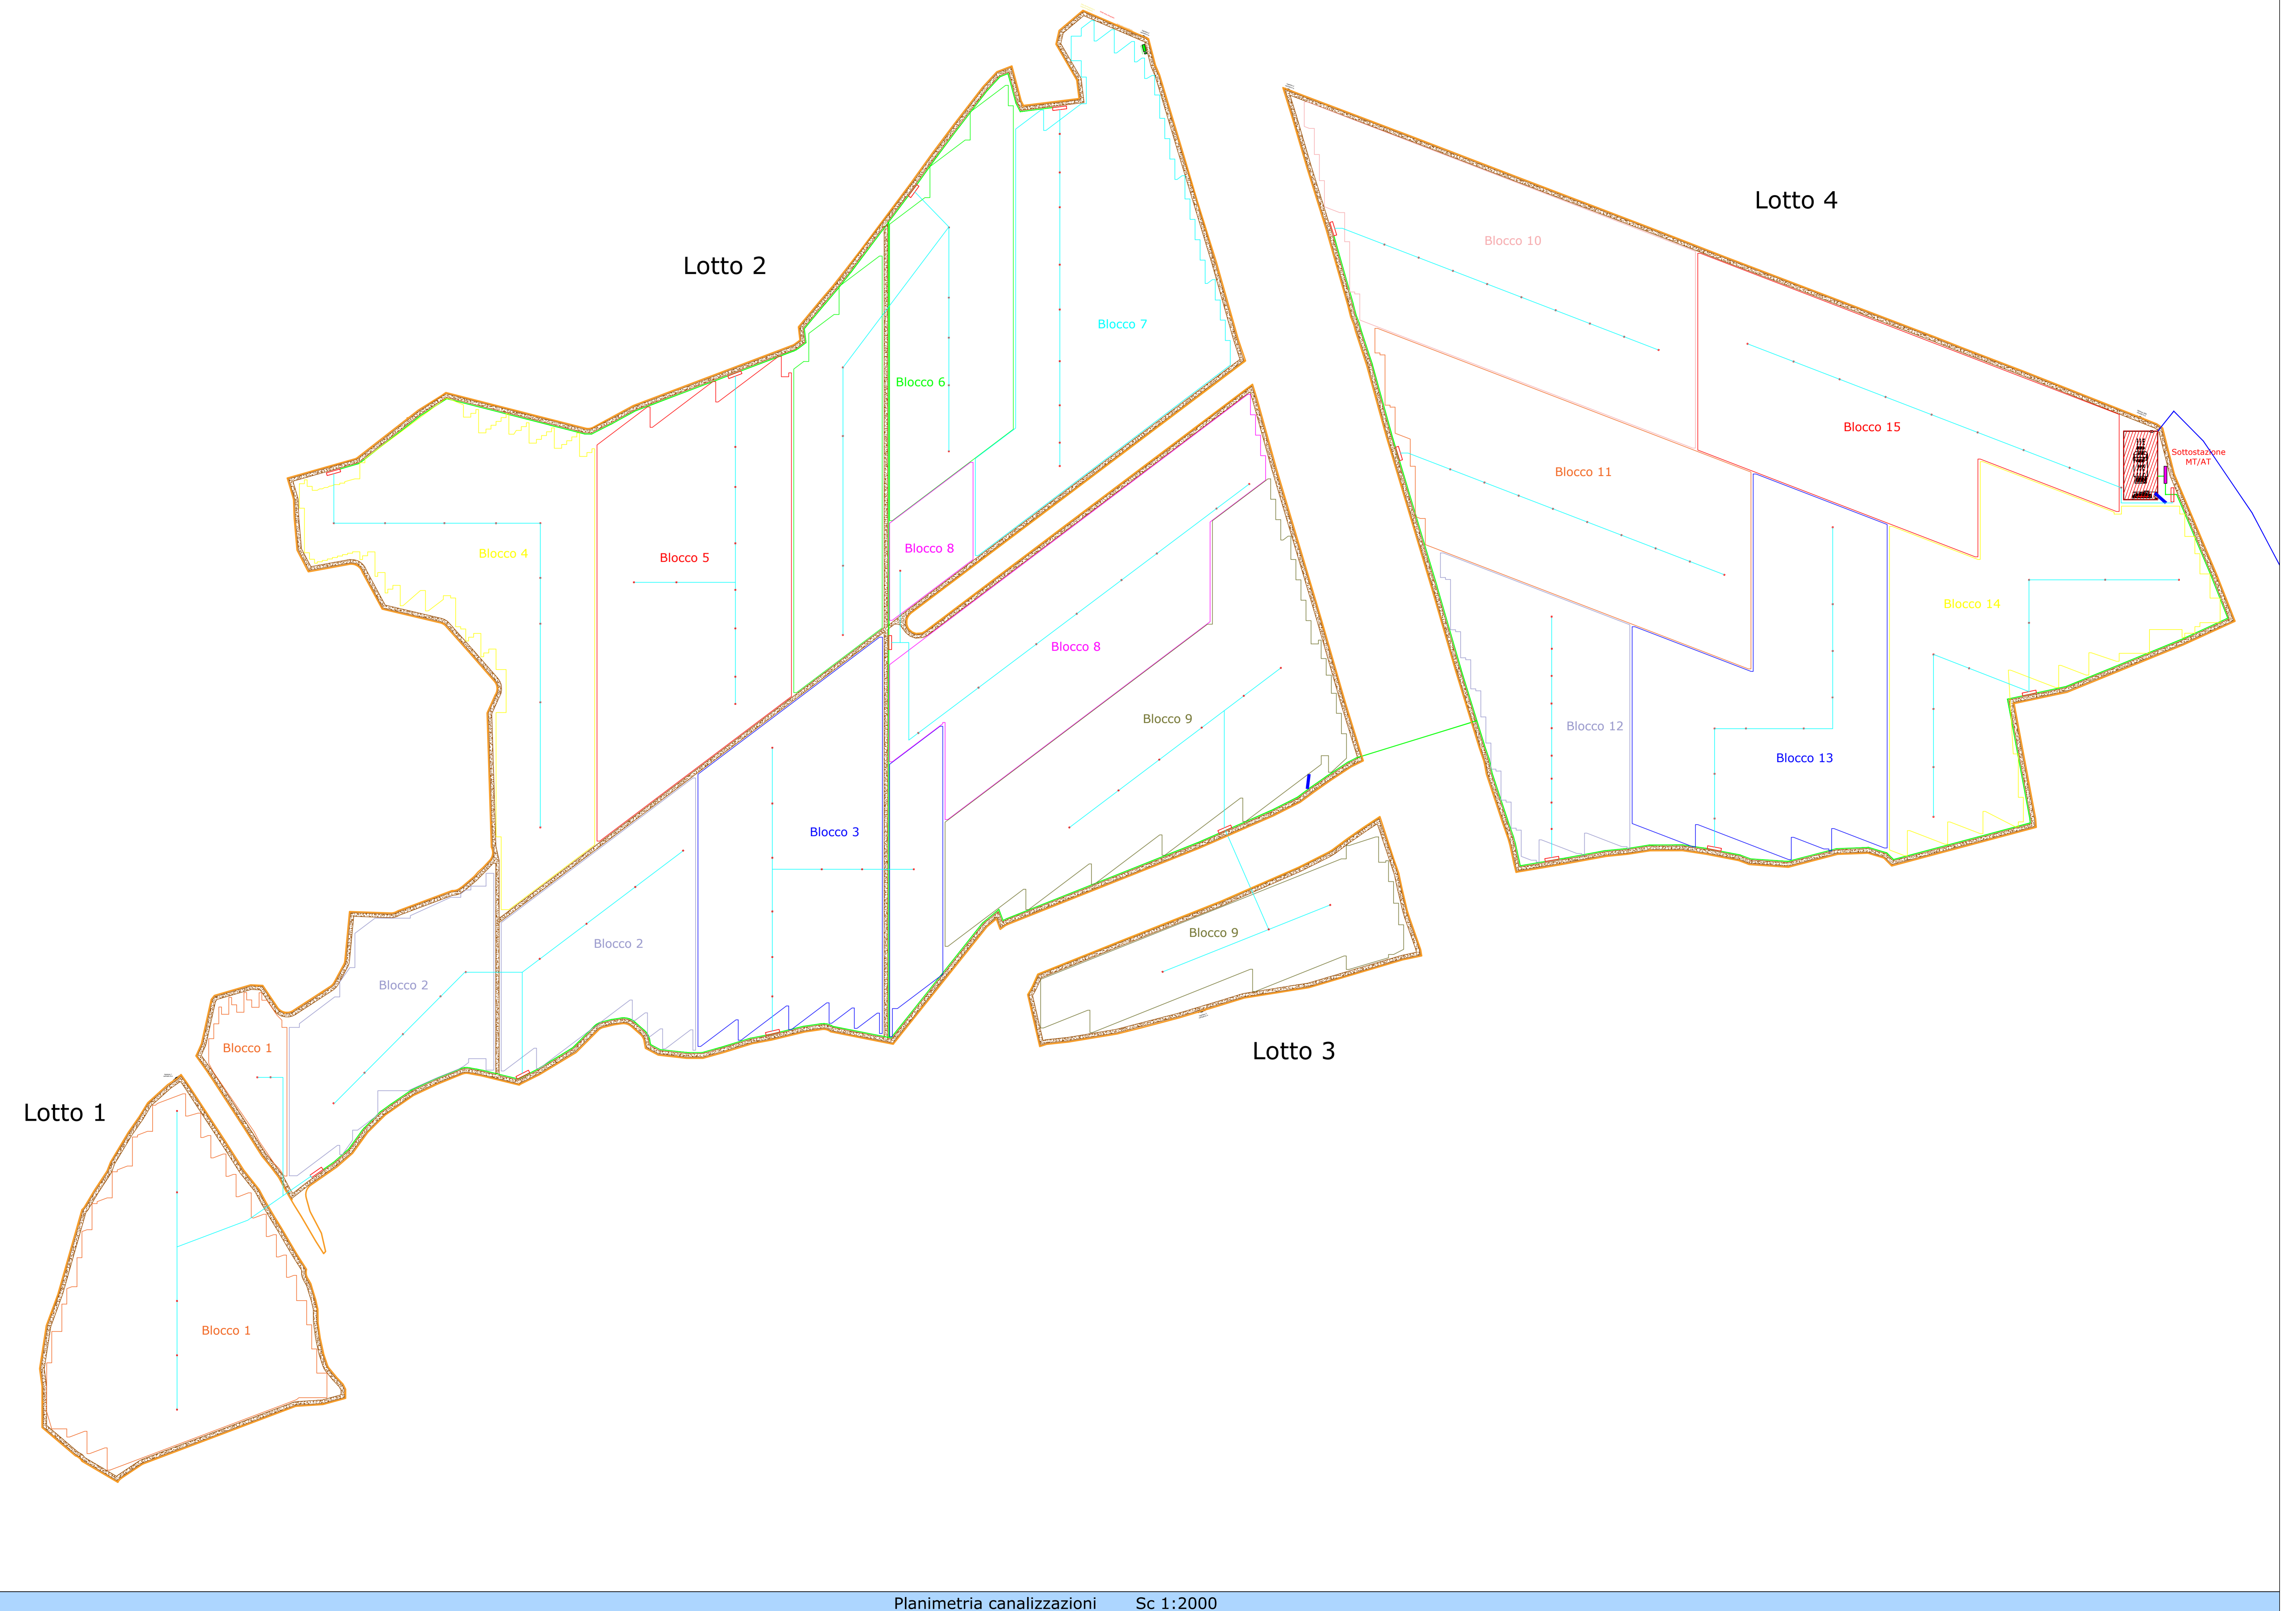 Lotto 4
Blocco 10
Lotto 2
Blocco 7
Blocco 6
Blocco 15
Sottostazione
MT/AT
Blocco 11
Blocco 8
Blocco 4
Blocco 5
Blocco 14
Blocco 8
Blocco 9
Blocco 12
Blocco 13
Blocco 3
Blocco 9
Blocco 2
Blocco 2
Blocco 1
Lotto 3
Lotto 1
Blocco 1
Planimetria canalizzazioni Sc 1:2000